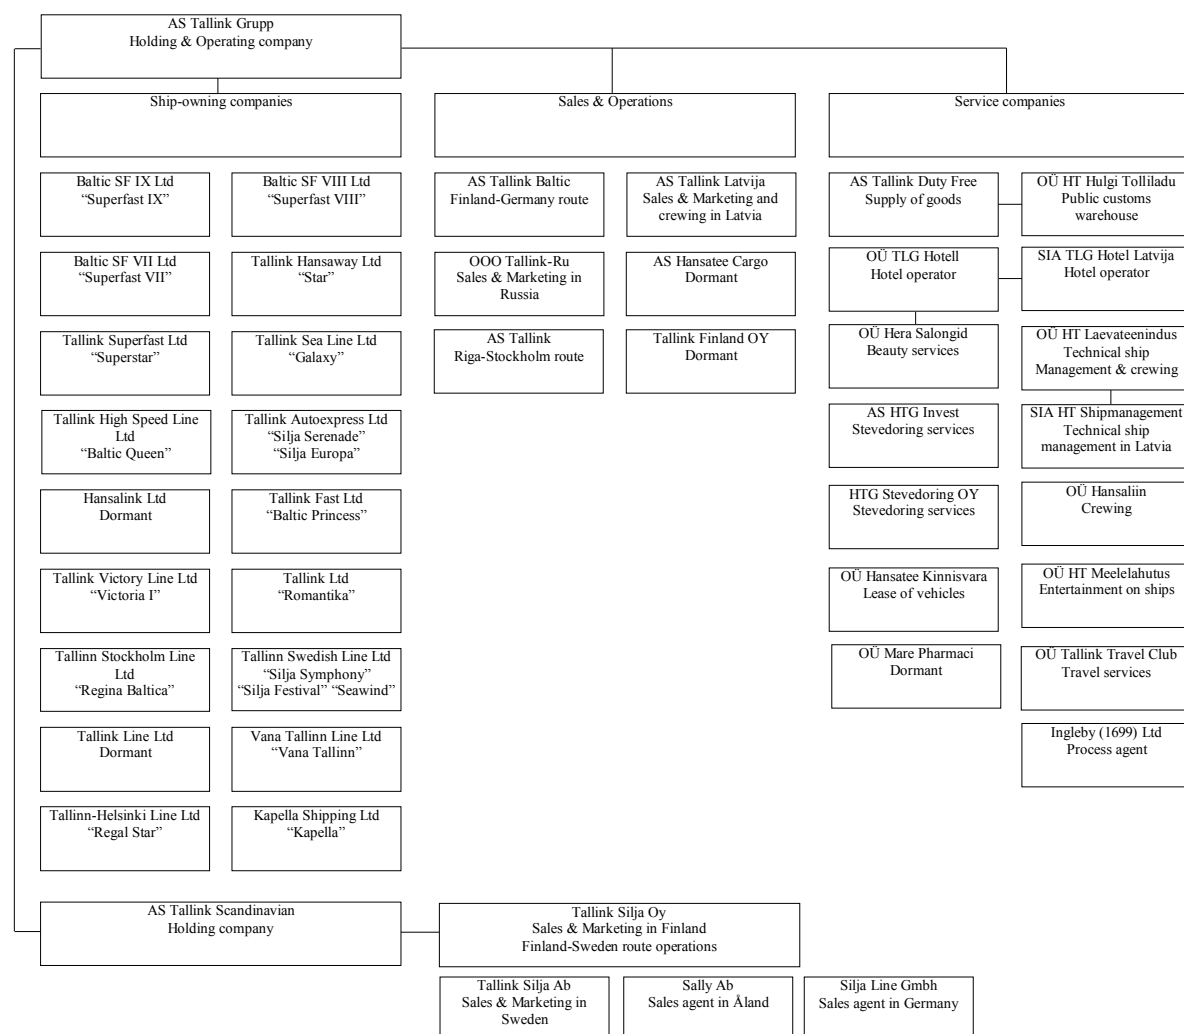 AS Tallink Grupp
Holding & Operating company
Ship-owning companies
Sales & Operations
Service companies
Baltic SF IX Ltd
“Superfast IX”
Baltic SF VIII Ltd
“Superfast VIII”
AS Tallink Baltic
Finland-Germany route
AS Tallink Latvija
Sales & Marketing and
crewing in Latvia
AS Tallink Duty Free
Supply of goods
OÜ HT Hulgi Tolliladu
Public customs
warehouse
Baltic SF VII Ltd
“Superfast VII”
Tallink Hansaway Ltd
“Star”
OOO Tallink-Ru
Sales & Marketing in
Russia
AS Hansatee Cargo
Dormant
OÜ TLG Hotell
Hotel operator
SIA TLG Hotel Latvija
Hotel operator
Tallink Superfast Ltd
“Superstar”
Tallink Sea Line Ltd
“Galaxy”
AS Tallink
Riga-Stockholm route
Tallink Finland OY
Dormant
OÜ Hera Salongid
Beauty services
OÜ HT Laevateenindus
Technical ship
Management & crewing
Tallink High Speed Line
Ltd
“Baltic Queen”
Tallink Autoexpress Ltd
“Silja Serenade”
“Silja Europa”
AS HTG Invest
Stevedoring services
SIA HT Shipmanagement
Technical ship
management in Latvia
Hansalink Ltd
Dormant
Tallink Fast Ltd
“Baltic Princess”
HTG Stevedoring OY
Stevedoring services
OÜ Hansaliin
Crewing
Tallink Victory Line Ltd
“Victoria I”
Tallink Ltd
“Romantika”
OÜ Hansatee Kinnisvara
Lease of vehicles
OÜ HT Meelelahutus
Entertainment on ships
Tallinn Stockholm Line
Ltd
“Regina Baltica”
Tallinn Swedish Line Ltd
“Silja Symphony”
“Silja Festival” “Seawind”
OÜ Mare Pharmaci
Dormant
OÜ Tallink Travel Club
Travel services
Tallink Line Ltd
Dormant
Vana Tallinn Line Ltd
“Vana Tallinn”
Ingleby (1699) Ltd
Process agent
Tallinn-Helsinki Line Ltd
“Regal Star”
Kapella Shipping Ltd
“Kapella”
AS Tallink Scandinavian
Holding company
Tallink Silja Oy
Sales & Marketing in Finland
Finland-Sweden route operations
Tallink Silja Ab
Sales & Marketing in
Sweden
Sally Ab
Sales agent in Åland
Silja Line Gmbh
Sales agent in Germany